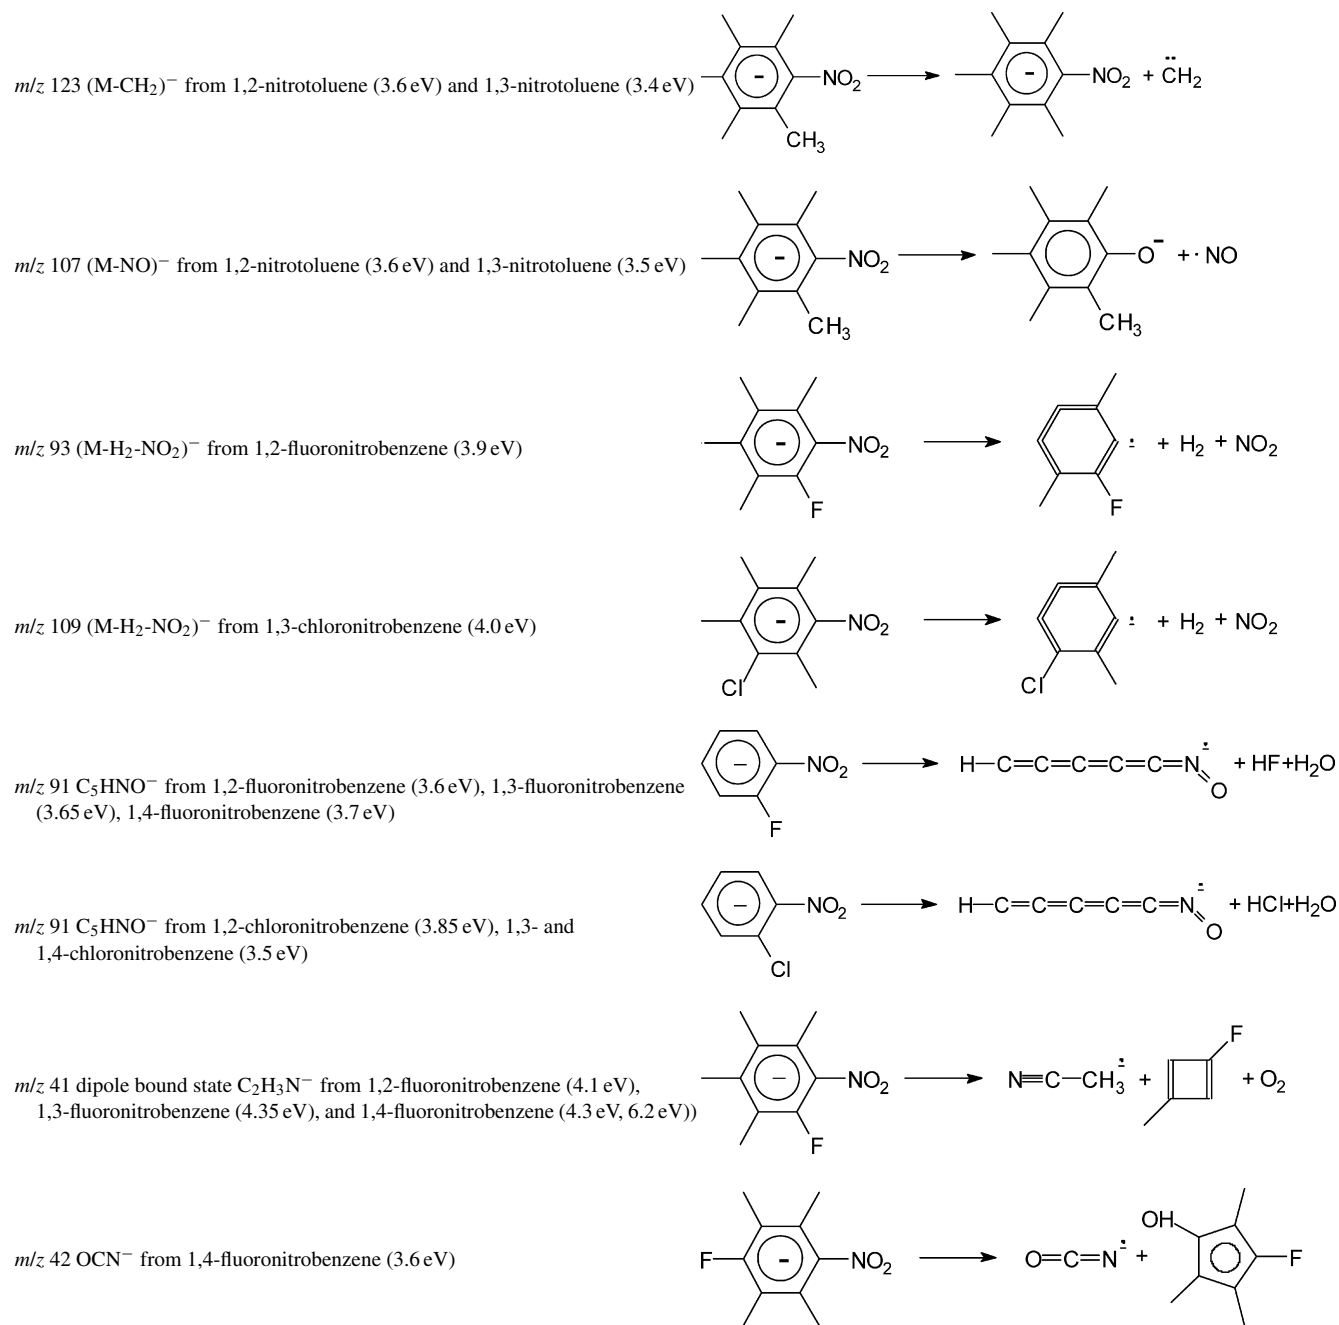 m/z 123 (M-CH₂)⁻ from 1,2-nitrotoluene (3.6 eV) and 1,3-nitrotoluene (3.4 eV)
NO₂
CH₃
NO₂ + C̈H₂
m/z 107 (M-NO)⁻ from 1,2-nitrotoluene (3.6 eV) and 1,3-nitrotoluene (3.5 eV)
NO₂
CH₃
O⁻ + · NO
CH₃
m/z 93 (M-H₂-NO₂)⁻ from 1,2-fluoronitrobenzene (3.9 eV)
NO₂
F
F
+ H₂ + NO₂
m/z 109 (M-H₂-NO₂)⁻ from 1,3-chloronitrobenzene (4.0 eV)
NO₂
Cl
Cl
+ H₂ + NO₂
m/z 91 C₅HNO⁻ from 1,2-fluoronitrobenzene (3.6 eV), 1,3-fluoronitrobenzene
(3.65 eV), 1,4-fluoronitrobenzene (3.7 eV)
NO₂
F
H–C=C=C=C=C=N=O + HF+H₂O
m/z 91 C₅HNO⁻ from 1,2-chloronitrobenzene (3.85 eV), 1,3- and
1,4-chloronitrobenzene (3.5 eV)
NO₂
Cl
H–C=C=C=C=C=N=O + HCl+H₂O
m/z 41 dipole bound state C₂H₃N⁻ from 1,2-fluoronitrobenzene (4.1 eV),
1,3-fluoronitrobenzene (4.35 eV), and 1,4-fluoronitrobenzene (4.3 eV, 6.2 eV))
NO₂
F
N≡C–CH₃ +
F
+ O₂
m/z 42 OCN⁻ from 1,4-fluoronitrobenzene (3.6 eV)
F
NO₂
O=C=N +
OH
F